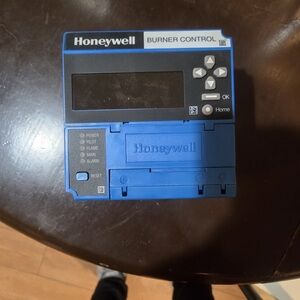 Honeywell
BURNER CONTROL
OK
Home
POWER
PILOT
FLAME
MAIN
ALARM
RESET
Honeywell